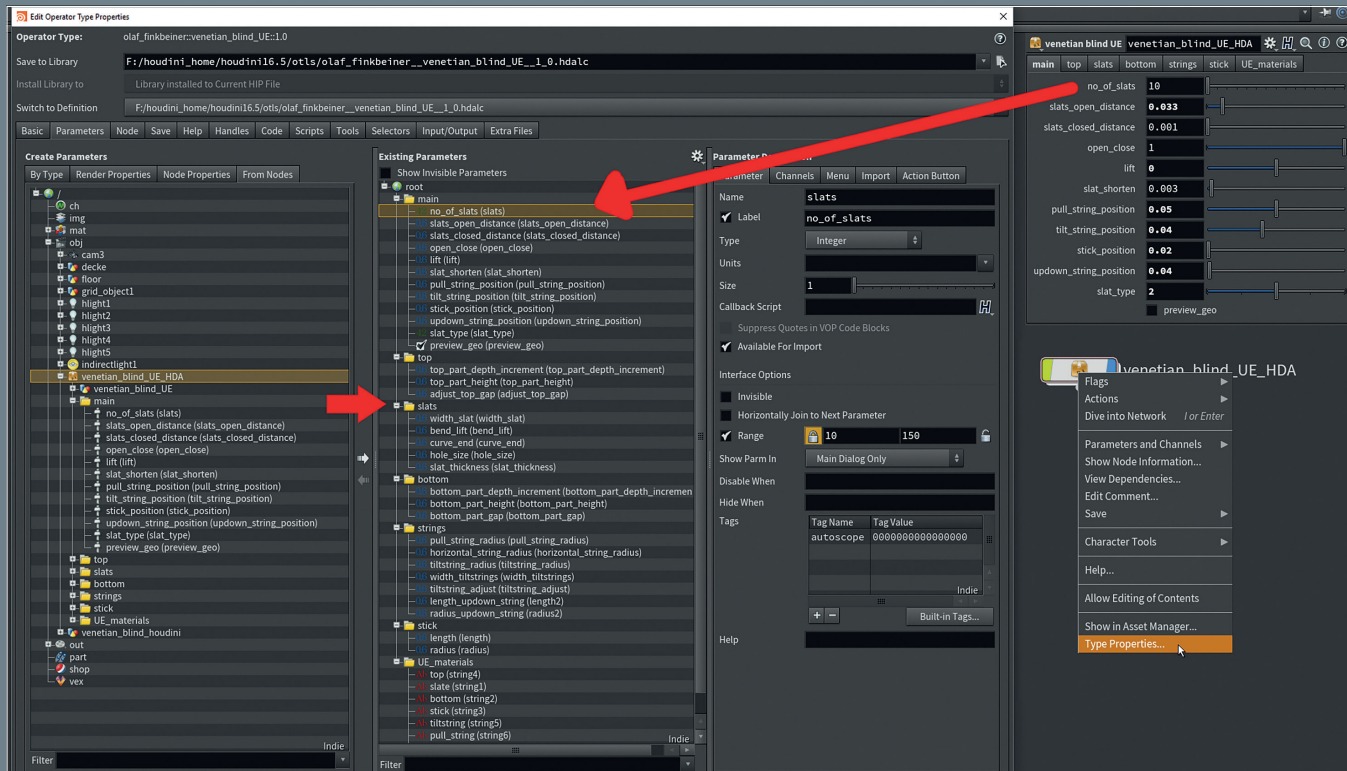 Edit Operator Type Properties
Operator Type: olaf_finkbeiner::venetian_blind_UE::1.0
Save to Library F:/houdini_home/houdini16.5/otls/olaf_finkbeiner__venetian_blind_UE__1_0.hdalc
Install Library to Library installed to Current HIP File
Switch to Definition F:/houdini_home/houdini16.5/otls/olaf_finkbeiner__venetian_blind_UE__1_0.hdalc
Basic Parameters Node Save Help Handles Code Scripts Tools Selectors Input/Output Extra Files
Create Parameters
By Type Render Properties Node Properties From Nodes
/
ch
img
mat
obj
cam3
decke
floor
grid_object1
hlight1
hlight2
hlight3
hlight4
hlight5
indirectlight1
venetian_blind_UE_HDA
venetian_blind_UE
main
no_of_slats (slats)
slats_open_distance (slats_open_distance)
slats_closed_distance (slats_closed_distance)
open_close (open_close)
lift (lift)
slat_shorten (slat_shorten)
pull_string_position (pull_string_position)
tilt_string_position (tilt_string_position)
stick_position (stick_position)
updown_string_position (updown_string_position)
slat_type (slat_type)
preview_geo (preview_geo)
top
slats
bottom
strings
stick
UE_materials
venetian_blind_houdini
out
part
shop
vex
Indie
Filter
Existing Parameters
Show Invisible Parameters
root
main
no_of_slats (slats)
slats_open_distance (slats_open_distance)
slats_closed_distance (slats_closed_distance)
open_close (open_close)
lift (lift)
slat_shorten (slat_shorten)
pull_string_position (pull_string_position)
tilt_string_position (tilt_string_position)
stick_position (stick_position)
updown_string_position (updown_string_position)
slat_type (slat_type)
preview_geo (preview_geo)
top
top_part_depth_increment (top_part_depth_increment)
top_part_height (top_part_height)
adjust_top_gap (adjust_top_gap)
slats
width_slat (width_slat)
bend_lift (bend_lift)
curve_end (curve_end)
hole_size (hole_size)
slat_thickness (slat_thickness)
bottom
bottom_part_depth_increment (bottom_part_depth_incremen
bottom_part_height (bottom_part_height)
bottom_part_gap (bottom_part_gap)
strings
pull_string_radius (pull_string_radius)
horizontal_string_radius (horizontal_string_radius)
tiltstring_radius (tiltstring_radius)
width_tiltstrings (width_tiltstrings)
tiltstring_adjust (tiltstring_adjust)
length_updown_string (length2)
radius_updown_string (radius2)
stick
length (length)
radius (radius)
UE_materials
top (string4)
slate (string1)
bottom (string2)
stick (string3)
tiltstring (string5)
pull_string (string6)
Indie
Filter
Parameter
Channels Menu Import Action Button
Name slats
Label no_of_slats
Type Integer
Units
Size 1
Callback Script
Suppress Quotes in VOP Code Blocks
Available For Import
Interface Options
Invisible
Horizontally Join to Next Parameter
Range 10 150
Show Parm In Main Dialog Only
Disable When
Hide When
Tags Tag Name Tag Value
autoscope 0000000000000000
Indie
+ − Built-in Tags...
Help
venetian blind UE venetian_blind_UE_HDA
main top slats bottom strings stick UE_materials
no_of_slats 10
slats_open_distance 0.033
slats_closed_distance 0.001
open_close 1
lift 0
slat_shorten 0.003
pull_string_position 0.05
tilt_string_position 0.04
stick_position 0.02
updown_string_position 0.04
slat_type 2
preview_geo
venetian_blind_UE_HDA
Flags
Actions
Dive into Network I or Enter
Parameters and Channels
Show Node Information...
View Dependencies...
Edit Comment...
Save
Character Tools
Help...
Allow Editing of Contents
Show in Asset Manager...
Type Properties...